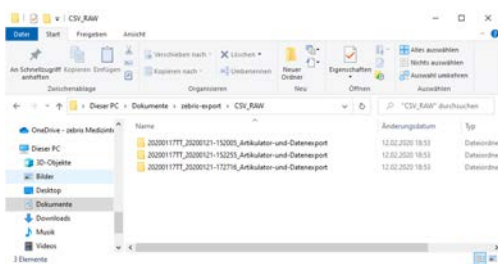 CSV_RAW
Datei Start Freigeben Ansicht
An Schnellzugriff anheften
Kopieren Einfügen
Verschieben nach
Kopieren nach
Löschen
Umbenennen
Neuer Ordner
Eigenschaften
Alles auswählen
Nichts auswählen
Auswahl umkehren
Zwischenablage Organisieren Neu Öffnen Auswählen
Dieser PC > Dokumente > zebris-export > CSV_RAW
"CSV_RAW" durchsuchen
Name Änderungsdatum Typ
OneDrive - zebris Medizinte
Dieser PC
3D-Objekte
Bilder
Desktop
Dokumente
Downloads
Musik
Videos
20200117TT_20200121-152005_Artikulator-und-Datenexport 12.02.2020 18:53 Dateiordne
20200117TT_20200121-152255_Artikulator-und-Datenexport 12.02.2020 18:53 Dateiordne
20200117TT_20200121-172716_Artikulator-und-Datenexport 12.02.2020 18:53 Dateiordne
3 Elemente